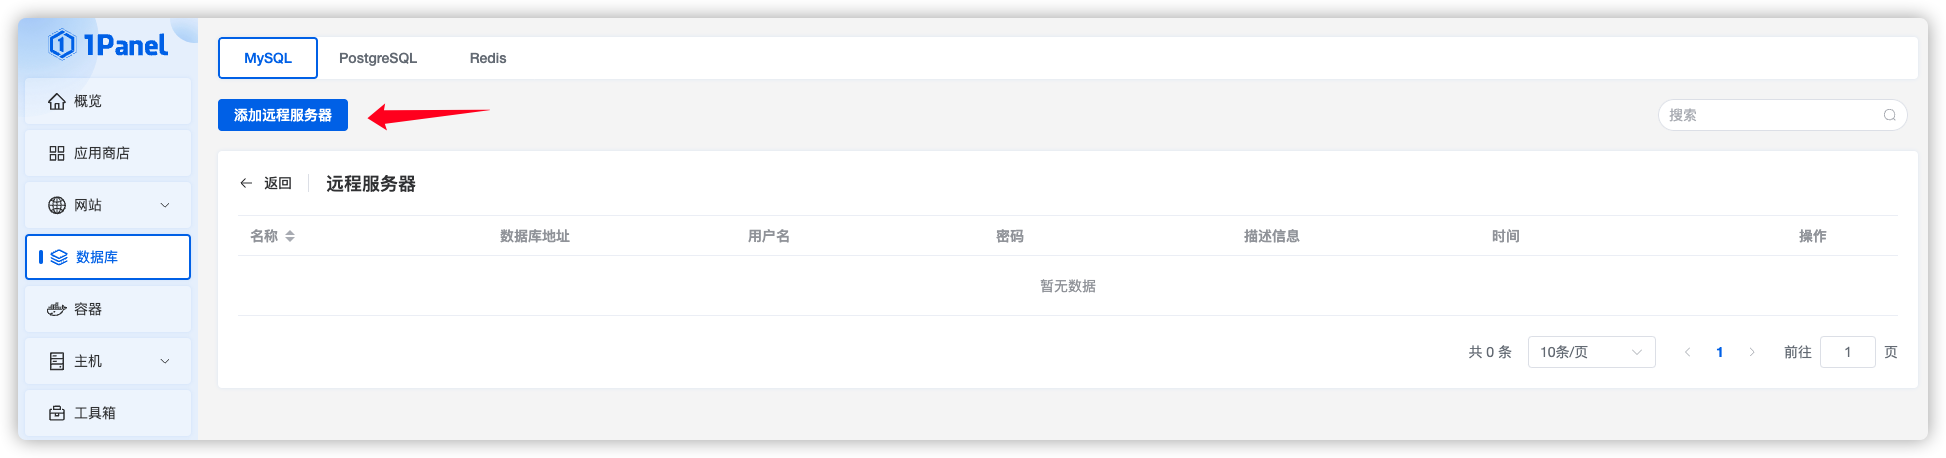 1Panel
概览
应用商店
网站
数据库
容器
主机
工具箱
MySQL PostgreSQL Redis
添加远程服务器
搜索
返回 远程服务器
名称 数据库地址 用户名 密码 描述信息 时间 操作
暂无数据
共 0 条 10条/页 1 前往 1 页